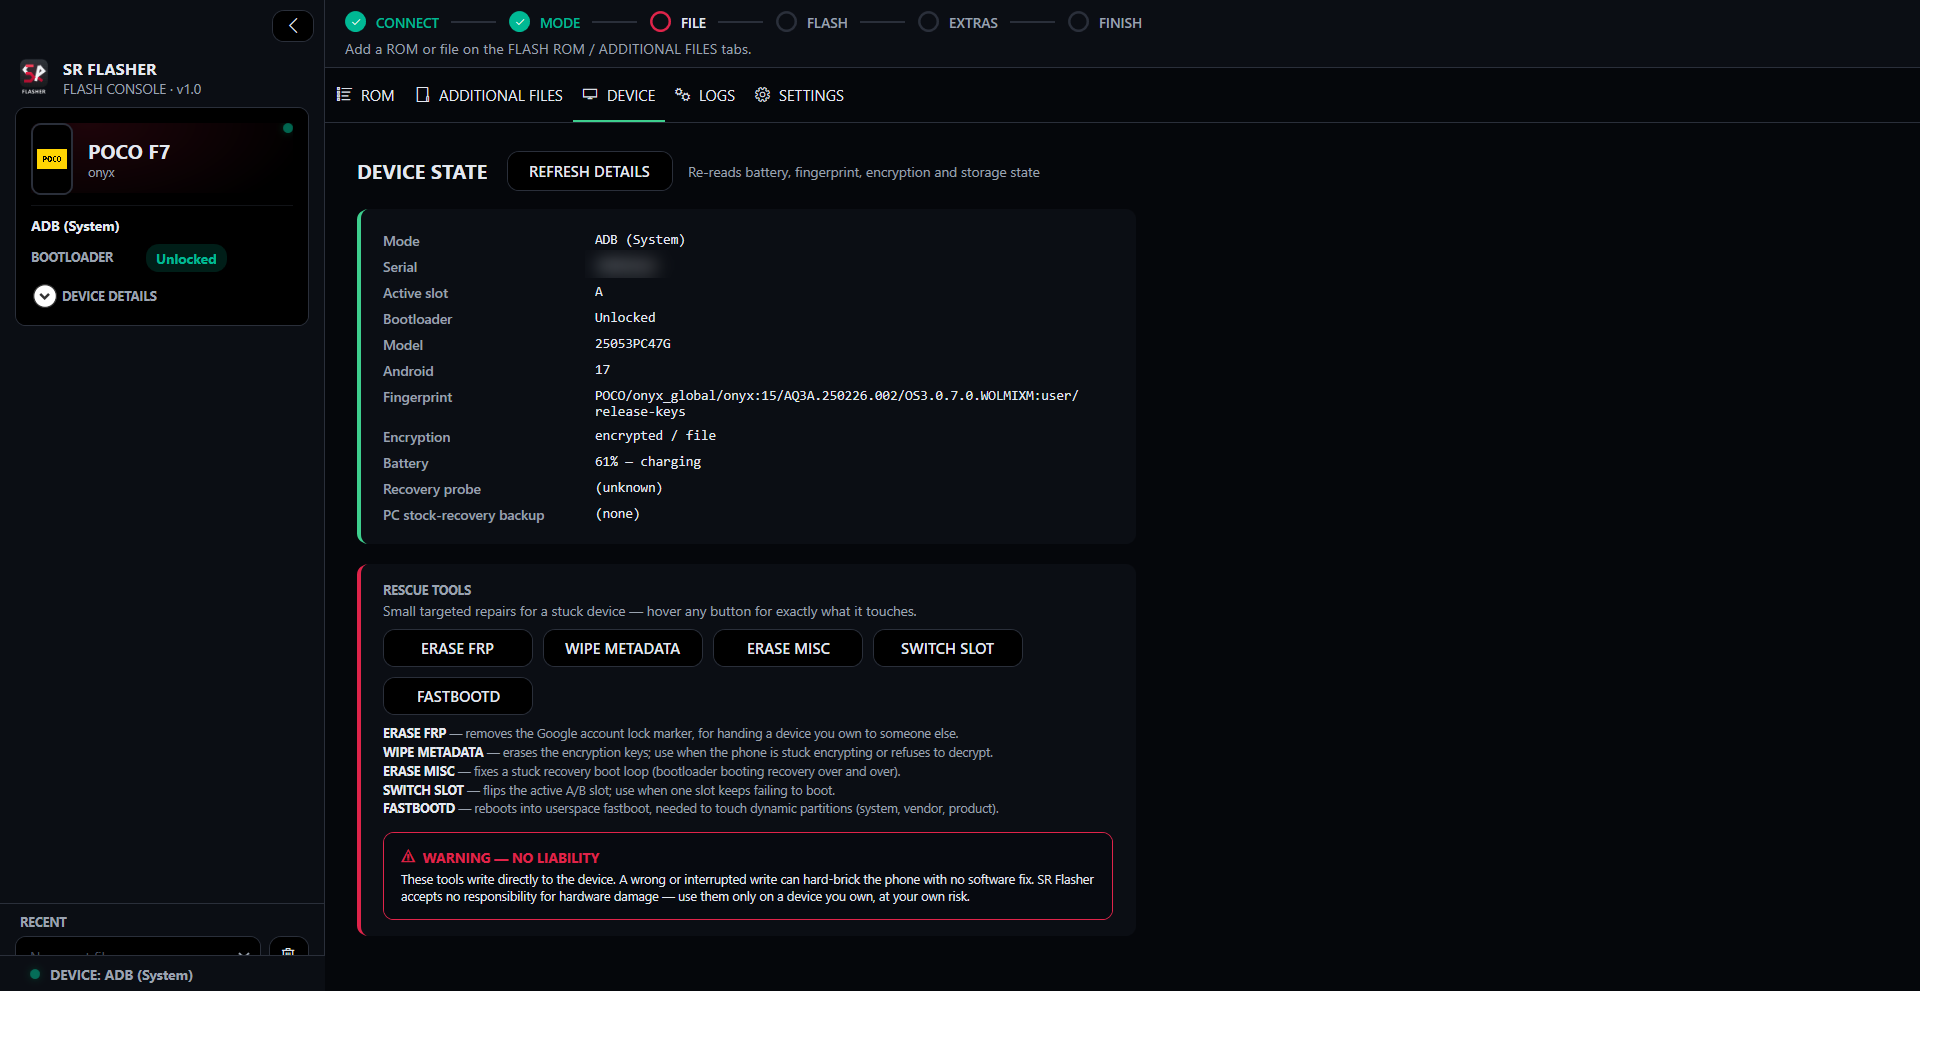 CONNECT
MODE
FILE
FLASH
EXTRAS
FINISH
Add a ROM or file on the FLASH ROM / ADDITIONAL FILES tabs.
SR FLASHER
FLASH CONSOLE · v1.0
SP
FLASHER
POCO
POCO F7
onyx
ADB (System)
BOOTLOADER
Unlocked
DEVICE DETAILS
ROM
ADDITIONAL FILES
DEVICE
LOGS
SETTINGS
DEVICE STATE
REFRESH DETAILS
Re-reads battery, fingerprint, encryption and storage state
Mode ADB (System)
Serial
Active slot A
Bootloader Unlocked
Model 25053PC47G
Android 17
Fingerprint POCO/onyx_global/onyx:15/AQ3A.250226.002/OS3.0.7.0.WOLMIXM:user/
release-keys
Encryption encrypted / file
Battery 61% — charging
Recovery probe (unknown)
PC stock-recovery backup (none)
RESCUE TOOLS
Small targeted repairs for a stuck device — hover any button for exactly what it touches.
ERASE FRP
WIPE METADATA
ERASE MISC
SWITCH SLOT
FASTBOOTD
ERASE FRP — removes the Google account lock marker, for handing a device you own to someone else.
WIPE METADATA — erases the encryption keys; use when the phone is stuck encrypting or refuses to decrypt.
ERASE MISC — fixes a stuck recovery boot loop (bootloader booting recovery over and over).
SWITCH SLOT — flips the active A/B slot; use when one slot keeps failing to boot.
FASTBOOTD — reboots into userspace fastboot, needed to touch dynamic partitions (system, vendor, product).
WARNING — NO LIABILITY
These tools write directly to the device. A wrong or interrupted write can hard-brick the phone with no software fix. SR Flasher
accepts no responsibility for hardware damage — use them only on a device you own, at your own risk.
RECENT
DEVICE: ADB (System)